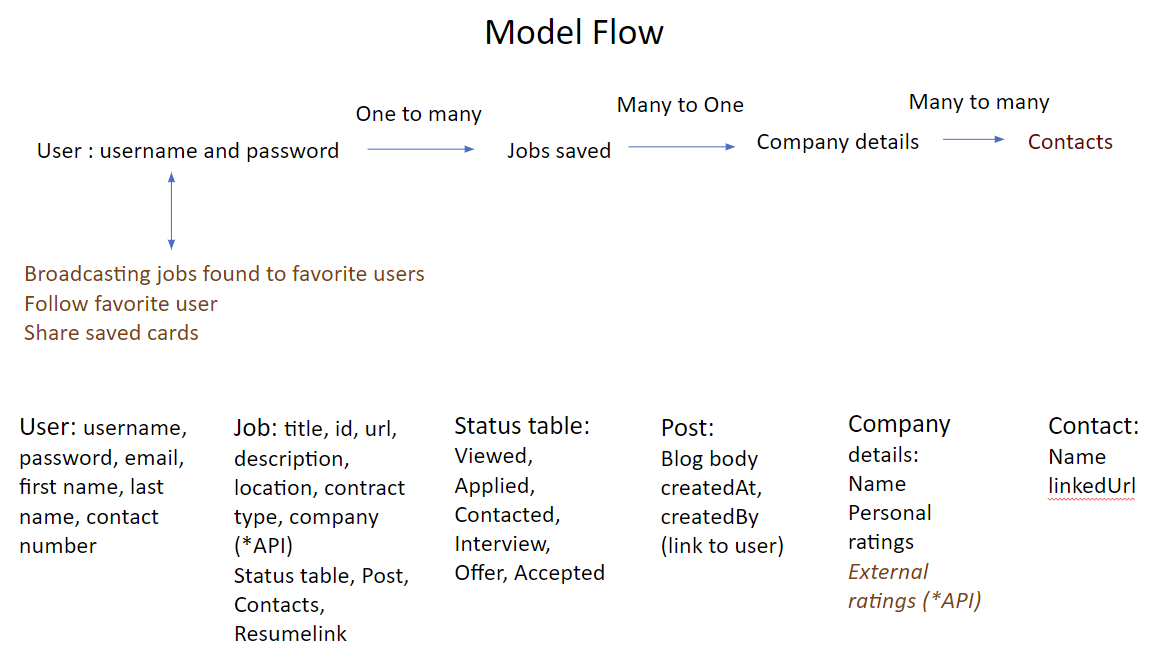 Model Flow
One to many
Many to One
Many to many
User : username and password
Jobs saved
Company details
Contacts
Broadcasting jobs found to favorite users
Follow favorite user
Share saved cards
User: username,
password, email,
first name, last
name, contact
number
Job: title, id, url,
description,
location, contract
type, company
(*API)
Status table, Post,
Contacts,
Resumelink
Status table:
Viewed,
Applied,
Contacted,
Interview,
Offer, Accepted
Post:
Blog body
createdAt,
createdBy
(link to user)
Company
details:
Name
Personal
ratings
External
ratings (*API)
Contact:
Name
linkedUrl